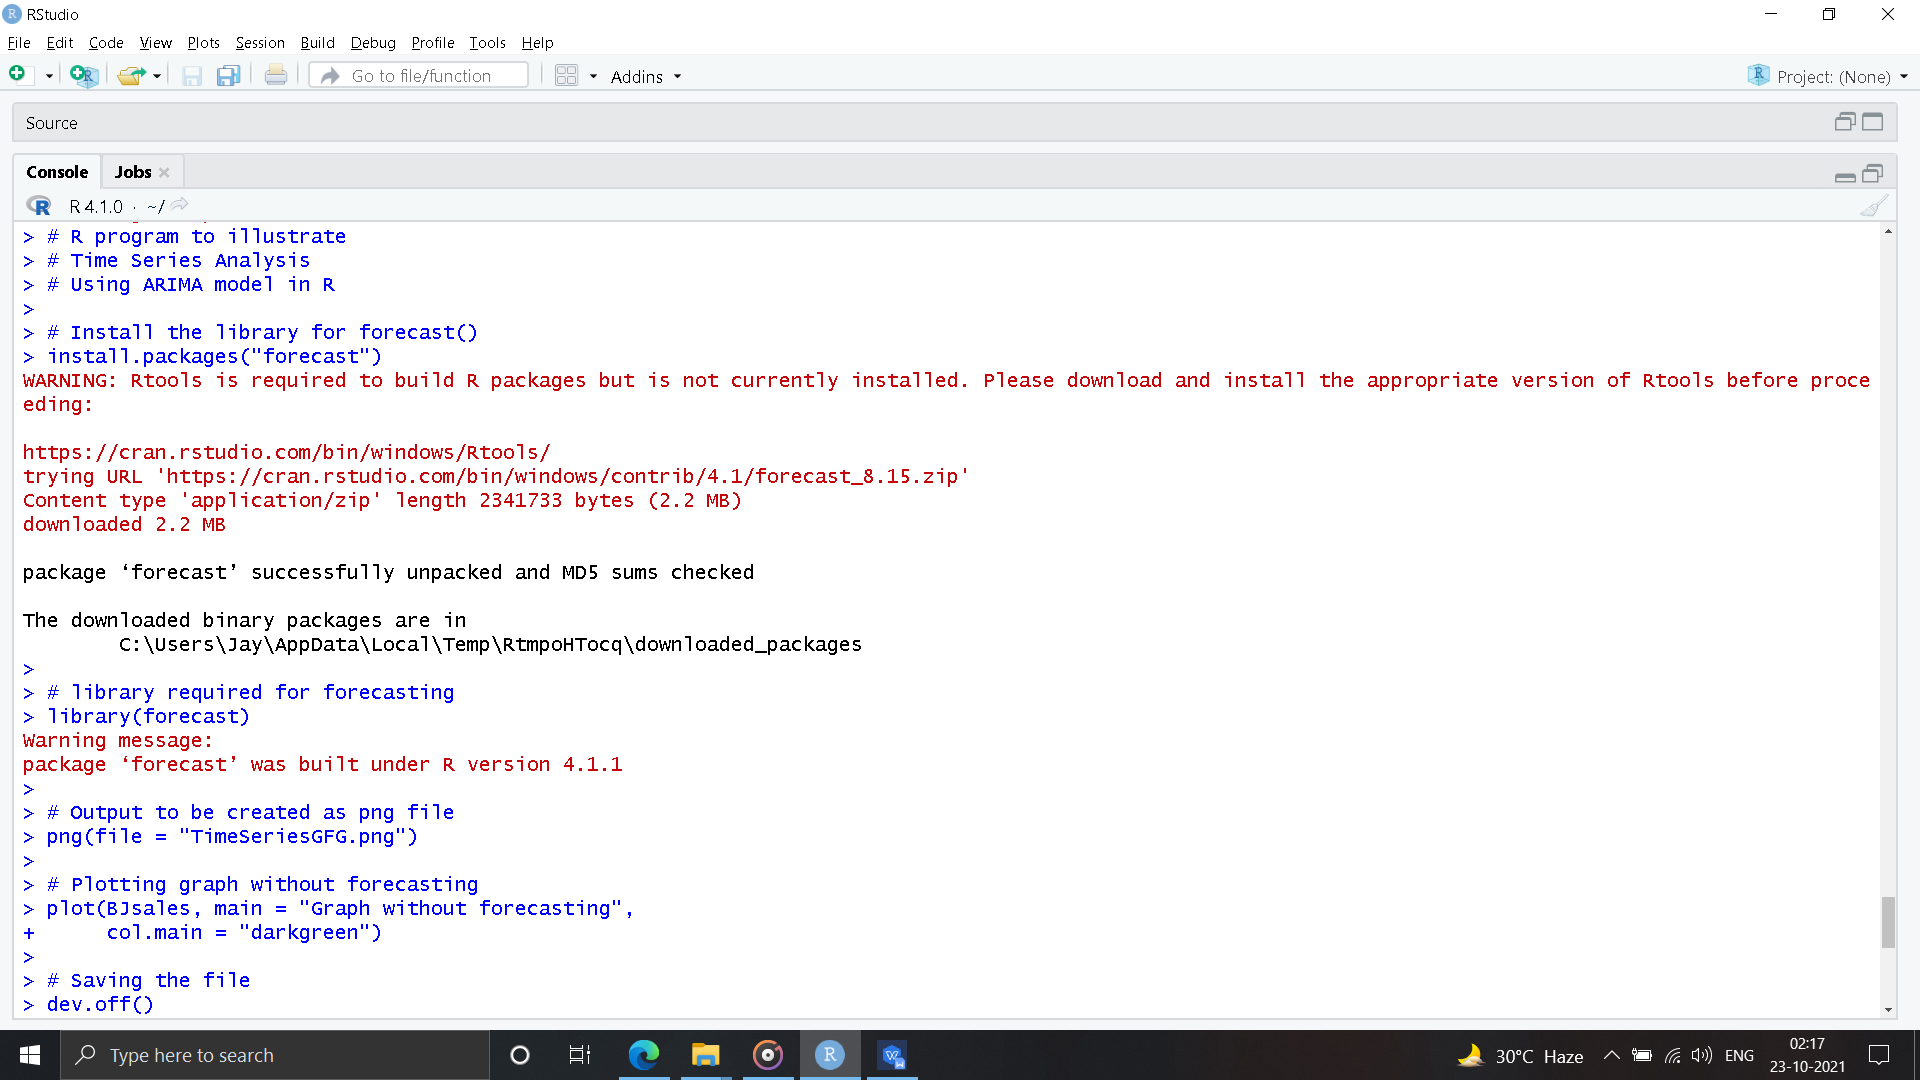 RStudio
File Edit Code View Plots Session Build Debug Profile Tools Help
Go to file/function Addins Project: (None)
Source
Console Jobs
R 4.1.0 · ~/
> # R program to illustrate
> # Time Series Analysis
> # Using ARIMA model in R
>
> # Install the library for forecast()
> install.packages("forecast")
WARNING: Rtools is required to build R packages but is not currently installed. Please download and install the appropriate version of Rtools before proce
eding:
https://cran.rstudio.com/bin/windows/Rtools/
trying URL 'https://cran.rstudio.com/bin/windows/contrib/4.1/forecast_8.15.zip'
Content type 'application/zip' length 2341733 bytes (2.2 MB)
downloaded 2.2 MB
package ‘forecast’ successfully unpacked and MD5 sums checked
The downloaded binary packages are in
C:\Users\Jay\AppData\Local\Temp\RtmpoHTocq\downloaded_packages
>
> # library required for forecasting
> library(forecast)
Warning message:
package ‘forecast’ was built under R version 4.1.1
>
> # Output to be created as png file
> png(file = "TimeSeriesGFG.png")
>
> # Plotting graph without forecasting
> plot(BJsales, main = "Graph without forecasting",
+ col.main = "darkgreen")
>
> # Saving the file
> dev.off()
Type here to search
30°C Haze
ENG
02:17
23-10-2021